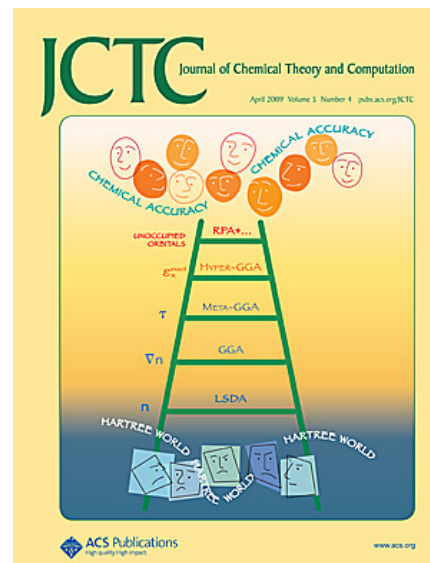 JCTC Journal of Chemical Theory and Computation
April 2009 Volume 5 Number 4 pubs.acs.org/JCTC
CHEMICAL ACCURACY
CHEMICAL ACCURACY
UNOCCUPIED ORBITALS
RPA+...
HYPER-GGA
τ
META-GGA
∇n
GGA
n
LSDA
HARTREE WORLD
HARTREE WORLD
HARTREE WORLD
ACS Publications
High quality. High impact.
www.acs.org